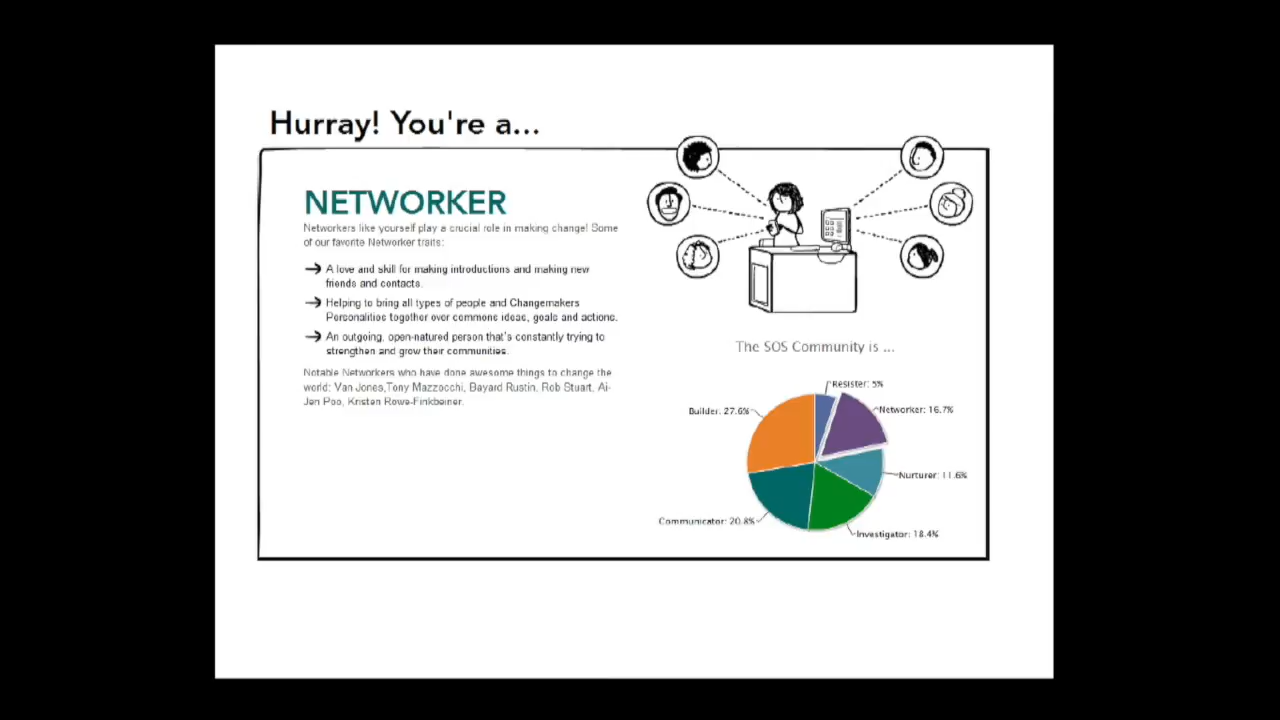 Hurray! You're a...
NETWORKER
Networkers like yourself play a crucial role in making change! Some
of our favorite Networker traits:
A love and skill for making introductions and making new
friends and contacts.
Helping to bring all types of people and Changemakers
Personalities together over commons ideas, goals and actions.
An outgoing, open-natured person that's constantly trying to
strengthen and grow their communities.
Notable Networkers who have done awesome things to change the
world: Van Jones,Tony Mazzocchi, Bayard Rustin, Rob Stuart, Ai-
Jen Poo, Kristen Rowe-Finkbeiner.
The SOS Community is ...
Resister: 5%
Builder: 27.6%
Networker: 16.7%
Nurturer: 11.6%
Communicator: 20.8%
Investigator: 18.4%